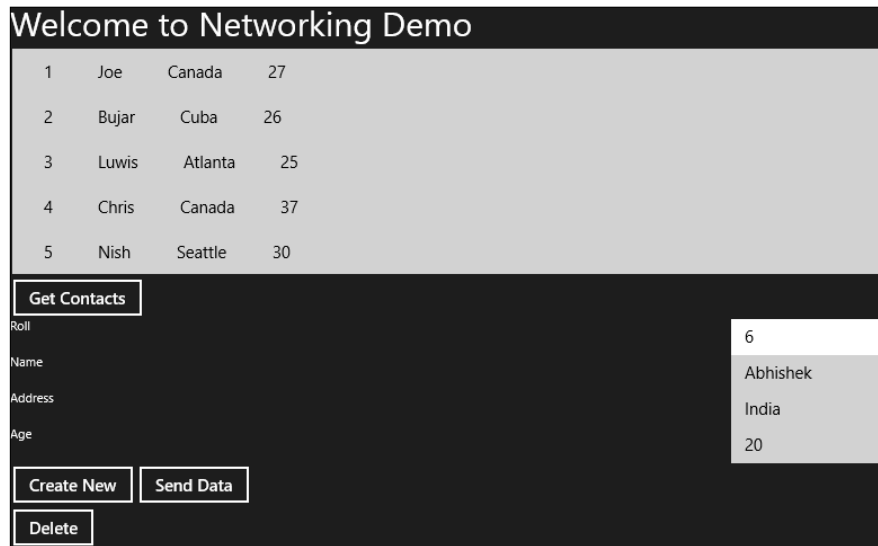 Welcome to Networking Demo
1 Joe Canada 27
2 Bujar Cuba 26
3 Luwis Atlanta 25
4 Chris Canada 37
5 Nish Seattle 30
Get Contacts
Roll 6
Name Abhishek
Address India
Age 20
Create New Send Data
Delete